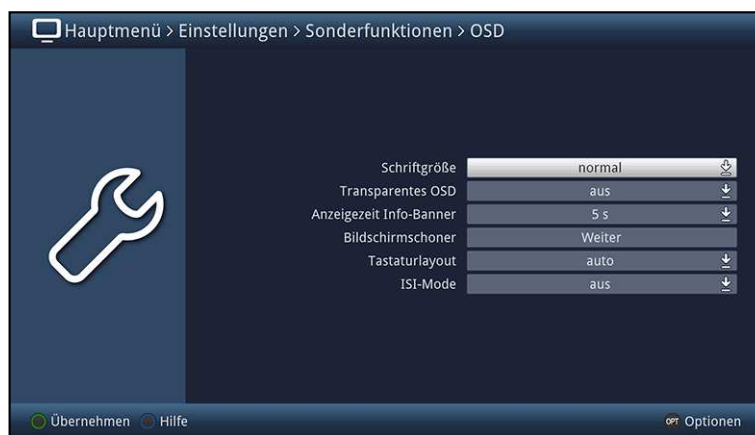 Hauptmenü > Einstellungen > Sonderfunktionen > OSD
Schriftgröße normal
Transparentes OSD aus
Anzeigezeit Info-Banner 5 s
Bildschirmschoner Weiter
Tastaturlayout auto
ISI-Mode aus
Übernehmen Hilfe OPT Optionen